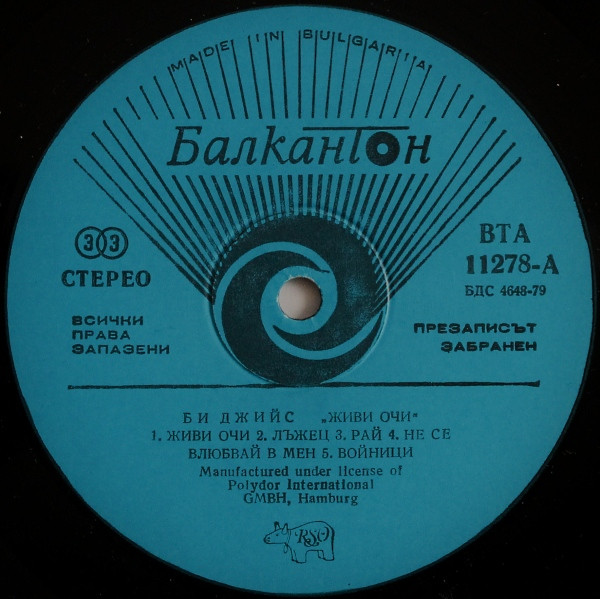 MADE IN BULGARIA
Балкантон
33
СТЕРЕО
ВТА
11278-А
БДС 4648-79
ВСИЧКИ
ПРАВА
ЗАПАЗЕНИ
ПРЕЗАПИСЪТ
ЗАБРАНЕН
БИ ДЖИЙС „ЖИВИ ОЧИ“
1. ЖИВИ ОЧИ 2. ЛЪЖЕЦ 3. РАЙ 4. НЕ СЕ
ВЛЮБВАЙ В МЕН 5. ВОЙНИЦИ
Manufactured under license of
Polydor International
GMBH, Hamburg
RSO